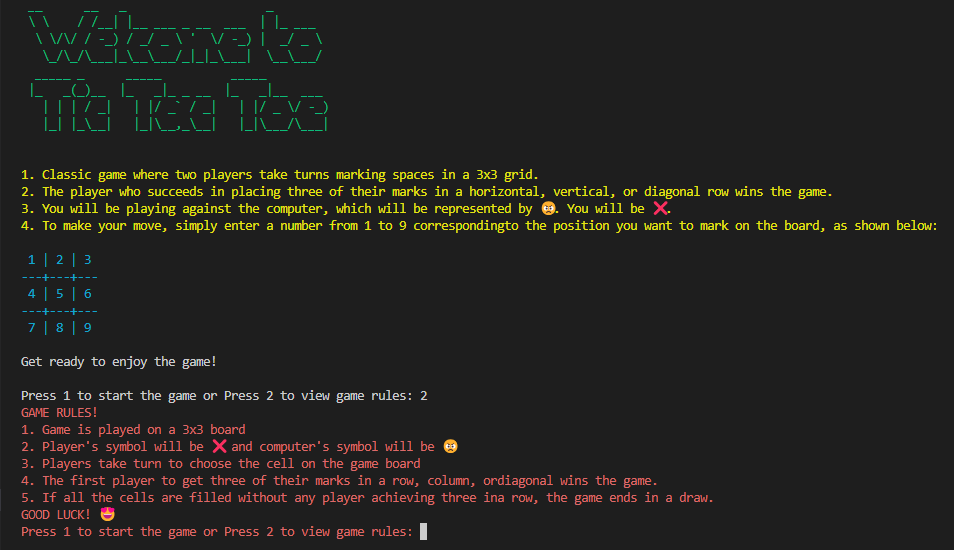 Welcome to
Tic Tac Toe
1. Classic game where two players take turns marking spaces in a 3x3 grid.
2. The player who succeeds in placing three of their marks in a horizontal, vertical, or diagonal row wins the game.
3. You will be playing against the computer, which will be represented by 😠. You will be ❌.
4. To make your move, simply enter a number from 1 to 9 correspondingto the position you want to mark on the board, as shown below:
1 | 2 | 3
---+---+---
4 | 5 | 6
---+---+---
7 | 8 | 9
Get ready to enjoy the game!
Press 1 to start the game or Press 2 to view game rules: 2
GAME RULES!
1. Game is played on a 3x3 board
2. Player's symbol will be ❌ and computer's symbol will be 😠
3. Players take turn to choose the cell on the game board
4. The first player to get three of their marks in a row, column, ordiagonal wins the game.
5. If all the cells are filled without any player achieving three ina row, the game ends in a draw.
GOOD LUCK! 🤩
Press 1 to start the game or Press 2 to view game rules: